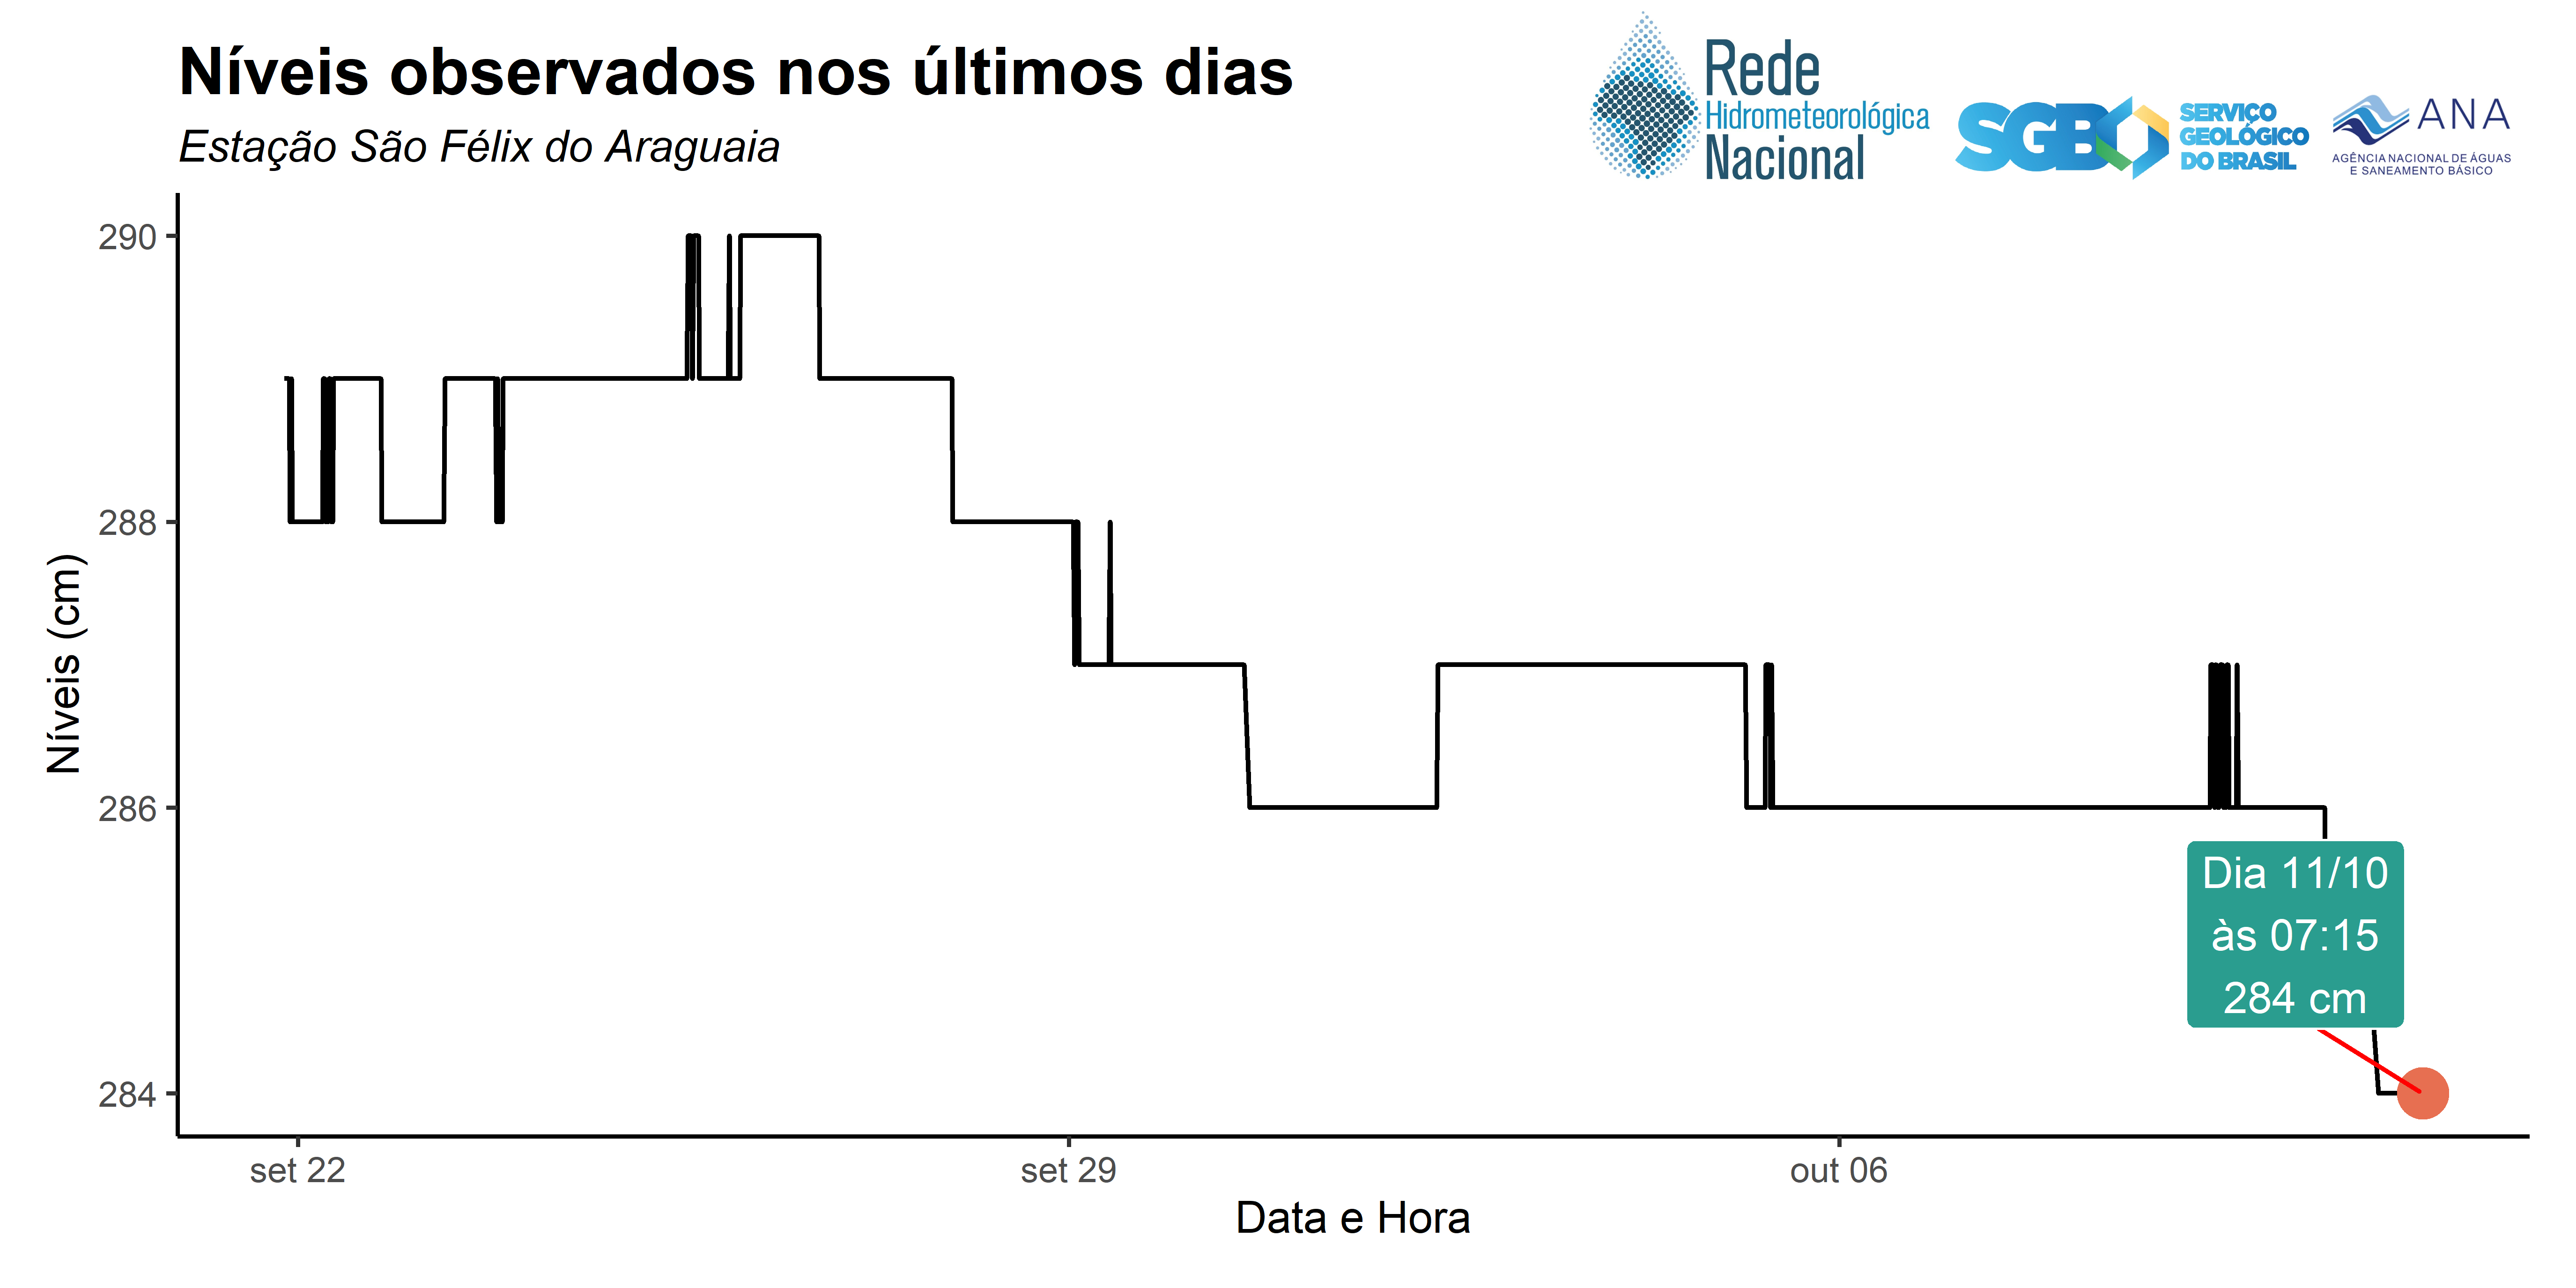 Níveis observados nos últimos dias
Estação São Félix do Araguaia
Rede
Hidrometeorológica
Nacional
SGB
SERVIÇO
GEOLÓGICO
DO BRASIL
ANA
AGÊNCIA NACIONAL DE ÁGUAS
E SANEAMENTO BÁSICO
Níveis (cm)
290
288
286
284
Dia 11/10
às 07:15
284 cm
set 22
set 29
out 06
Data e Hora